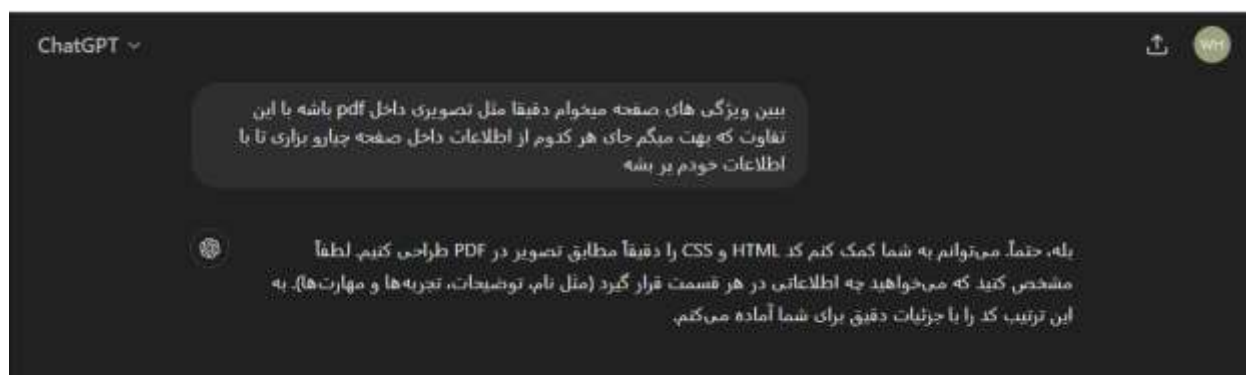 ChatGPT
WH
ببین ویژگی های صفحه میخوام دقیقا مثل تصویری داخل pdf باشه با این
تفاوت که بهت میگم جای هر کدوم از اطلاعات داخل صفحه چیارو بزاری تا با
اطلاعات خودم پر بشه
بله، حتماً. می‌توانم به شما کمک کنم کد HTML و CSS را دقیقاً مطابق تصویر در PDF طراحی کنیم. لطفاً
مشخص کنید که می‌خواهید چه اطلاعاتی در هر قسمت قرار گیرد (مثل نام، توضیحات، تجربه‌ها و مهارت‌ها). به
این ترتیب کد را با جزئیات دقیق برای شما آماده می‌کنم.